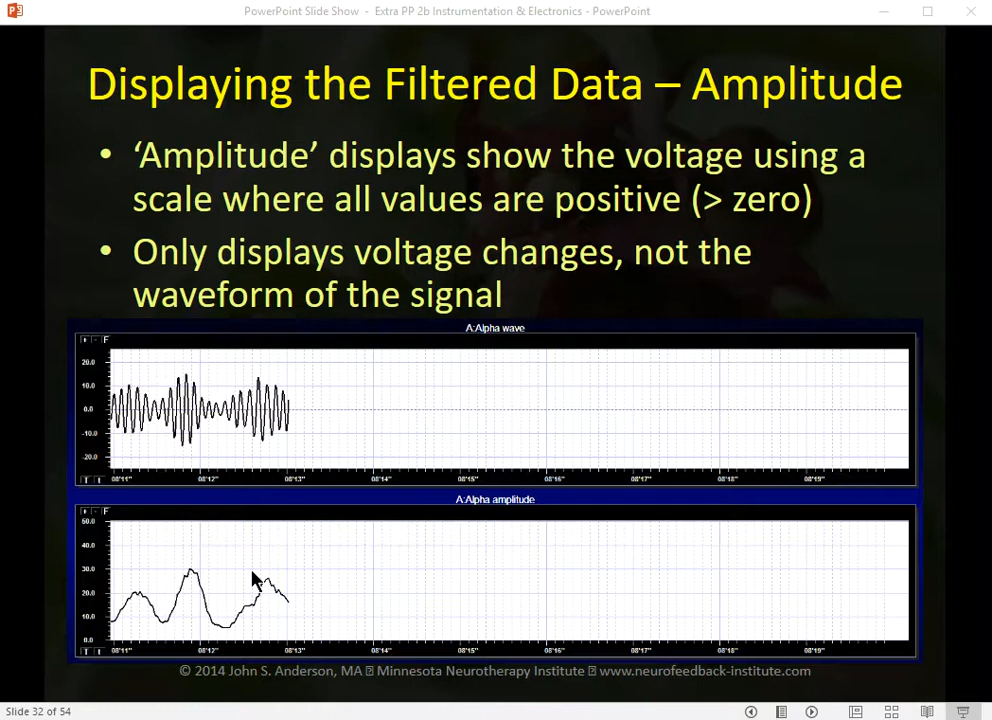 PowerPoint Slide Show - Extra PP 2b Instrumentation & Electronics - PowerPoint
Displaying the Filtered Data – Amplitude
• ‘Amplitude’ displays show the voltage using a
scale where all values are positive (> zero)
• Only displays voltage changes, not the
waveform of the signal
A:Alpha wave
F
20.0
10.0
0.0
-10.0
-20.0
08'11" 08'12" 08'13" 08'14" 08'15" 08'16" 08'17" 08'18" 08'19"
A:Alpha amplitude
F
50.0
40.0
30.0
20.0
10.0
0.0
08'11" 08'12" 08'13" 08'14" 08'15" 08'16" 08'17" 08'18" 08'19"
© 2014 John S. Anderson, MA Minnesota Neurotherapy Institute www.neurofeedback-institute.com
Slide 32 of 54